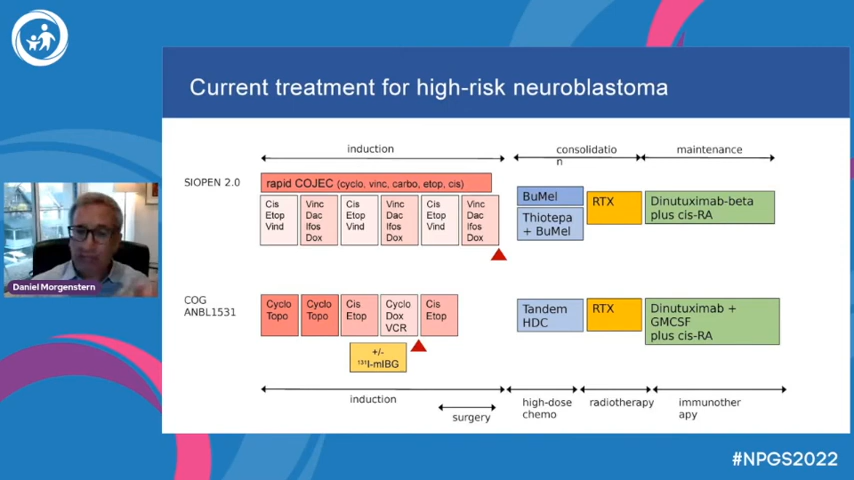 Current treatment for high-risk neuroblastoma
induction
consolidatio
n
maintenance
SIOPEN 2.0
rapid COJEC (cyclo, vinc, carbo, etop, cis)
Cis
Etop
Vind
Vinc
Dac
Ifos
Dox
Cis
Etop
Vind
Vinc
Dac
Ifos
Dox
Cis
Etop
Vind
Vinc
Dac
Ifos
Dox
BuMel
Thiotepa
+ BuMel
RTX
Dinutuximab-beta
plus cis-RA
Daniel Morgenstern
COG
ANBL1531
Cyclo
Topo
Cyclo
Topo
Cis
Etop
Cyclo
Dox
VCR
Cis
Etop
+/-
¹³¹I-mIBG
Tandem
HDC
RTX
Dinutuximab +
GMCSF
plus cis-RA
induction
surgery
high-dose
chemo
radiotherapy
immunother
apy
#NPGS2022